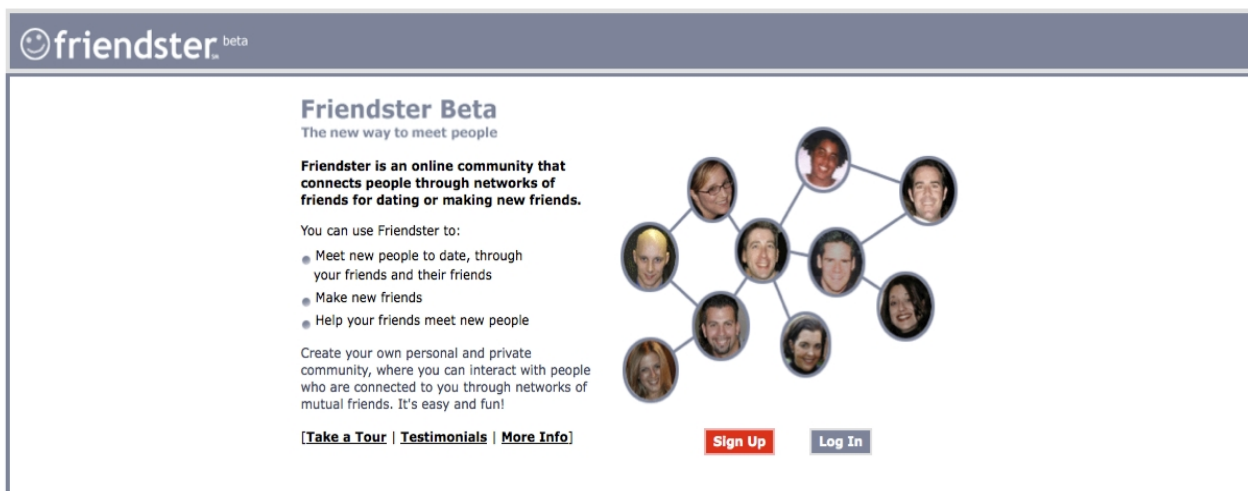 friendster beta
Friendster Beta
The new way to meet people
Friendster is an online community that
connects people through networks of
friends for dating or making new friends.
You can use Friendster to:
Meet new people to date, through
your friends and their friends
Make new friends
Help your friends meet new people
Create your own personal and private
community, where you can interact with people
who are connected to you through networks of
mutual friends. It's easy and fun!
[Take a Tour | Testimonials | More Info]
Sign Up
Log In